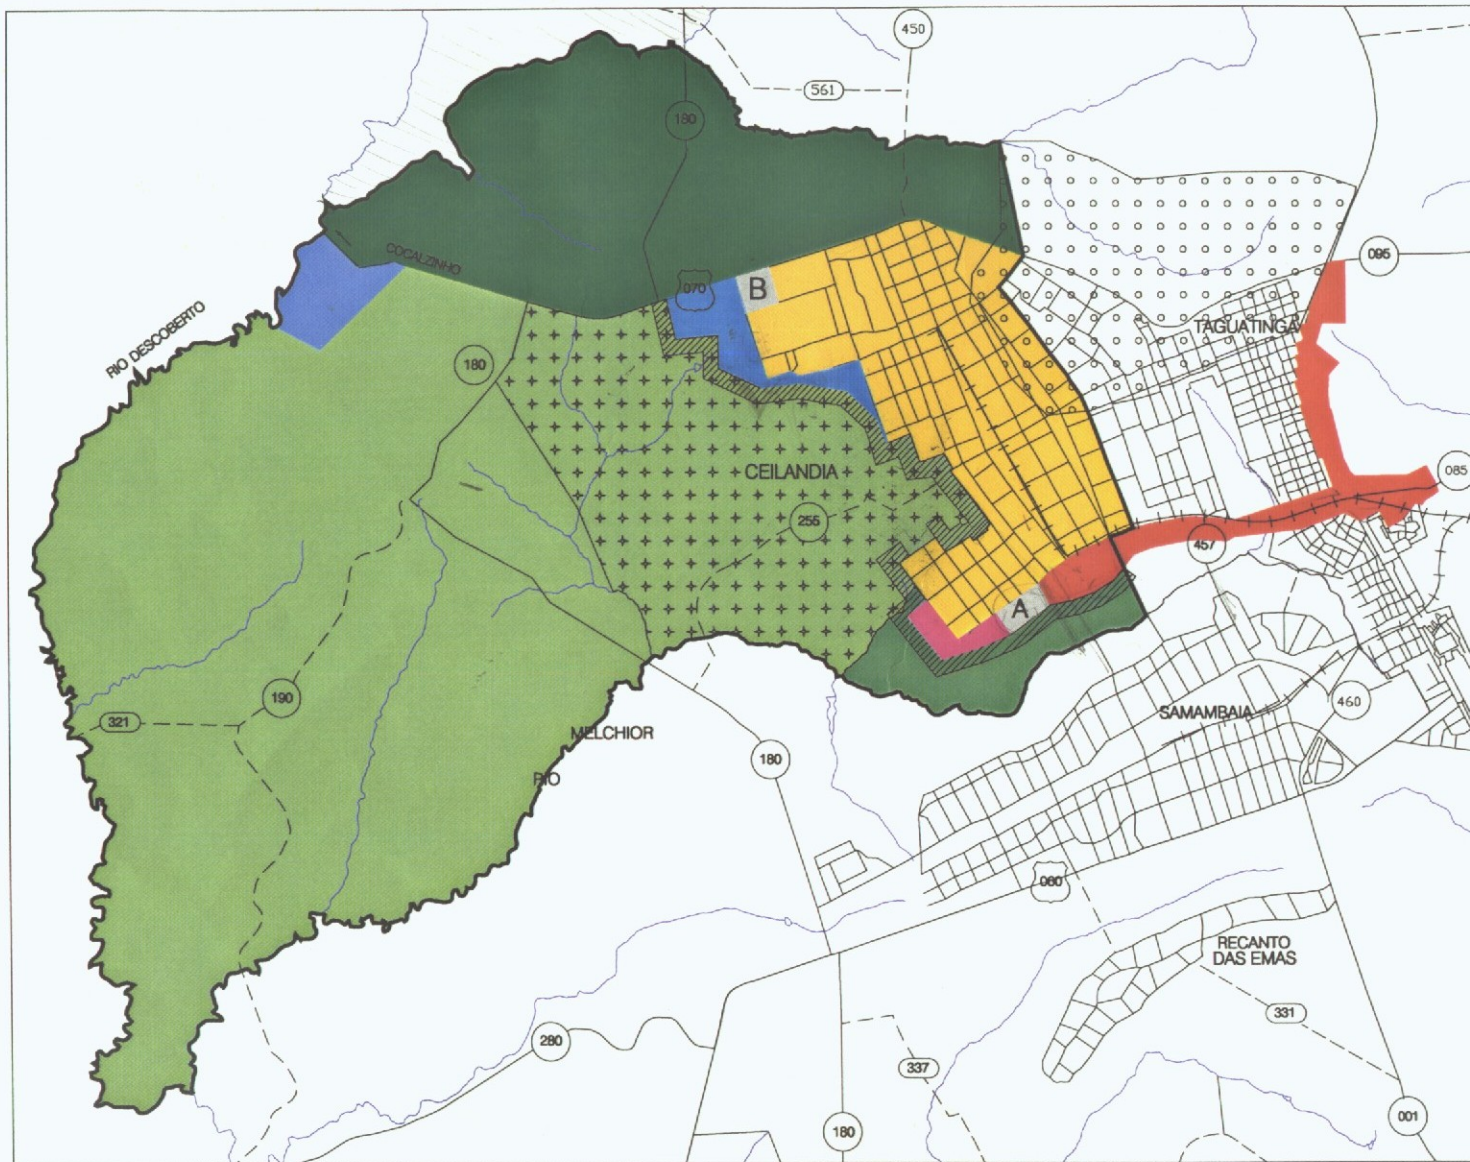 450
561
180
COCALZINHO
095
070
B
RIO DESCOBERTO
TAGUATINGA
180
CEILANDIA
085
255
457
A
190
321
SAMAMBAIA
460
MELCHIOR
RIO
180
060
RECANTO
DAS EMAS
331
280
337
001
180